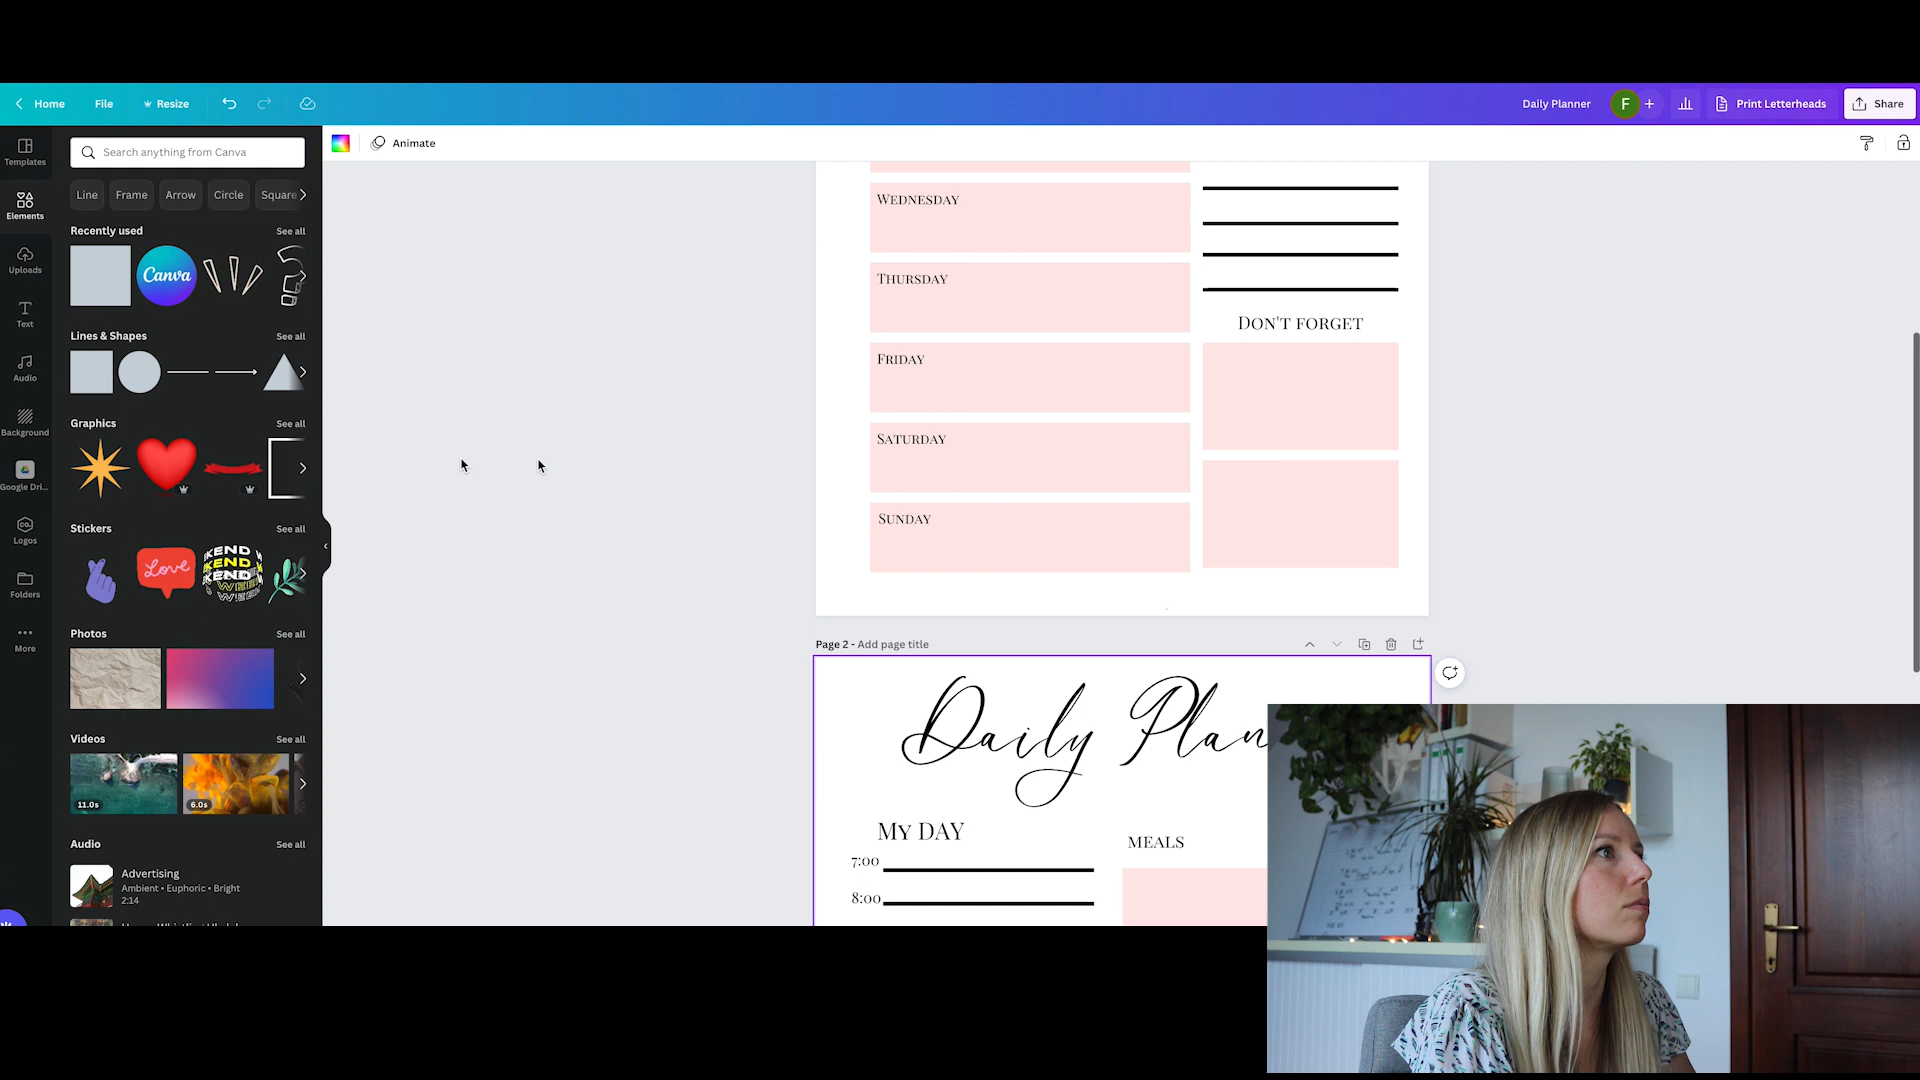 Home
File
Resize
Daily Planner
F
Print Letterheads
Share
Templates
Elements
Uploads
Text
Audio
Background
Google Dri...
Logos
Folders
More
Search anything from Canva
Line
Frame
Arrow
Circle
Square
Recently used
See all
Canva
Lines & Shapes
See all
Graphics
See all
Stickers
See all
Love
KEND
KEND
KEND
WEE
Photos
See all
Videos
See all
11.0s
6.0s
Audio
See all
Advertising
Ambient • Euphoric • Bright
2:14
Animate
Wednesday
Thursday
Friday
Saturday
Sunday
Don't forget
Page 2 - Add page title
Daily Plan
My DAY
7:00
8:00
MEALS